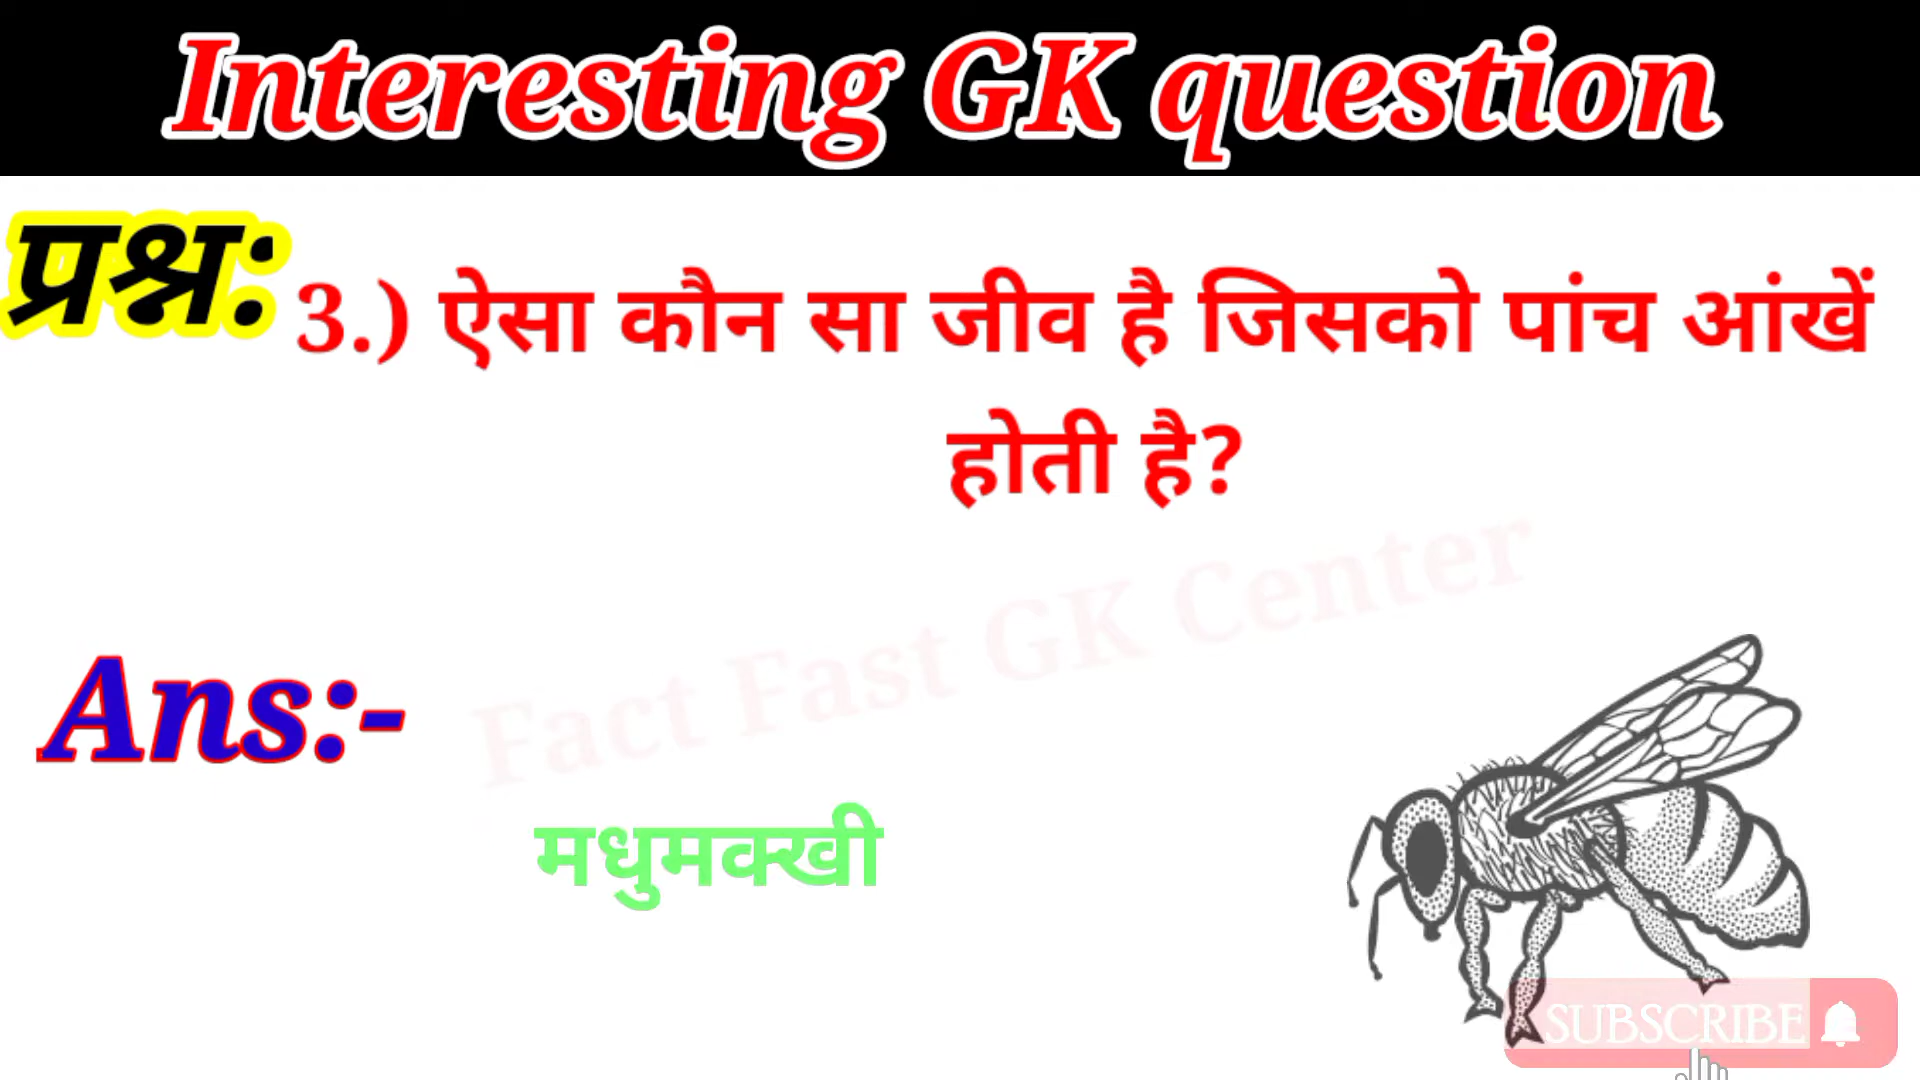 Interesting GK question
प्रश्न:
3.) ऐसा कौन सा जीव है जिसको पांच आंखें
होती है?
Fact Fast GK Center
Ans:-
मधुमक्खी
SUBSCRIBE